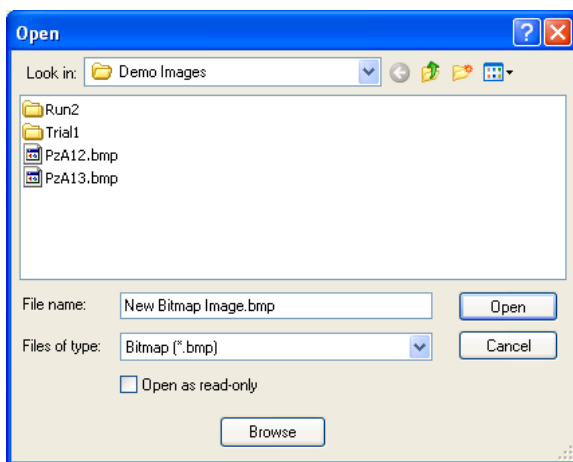 Open
Look in: Demo Images
Run2
Trial1
PzA12.bmp
PzA13.bmp
File name: New Bitmap Image.bmp Open
Files of type: Bitmap (*.bmp) Cancel
Open as read-only
Browse